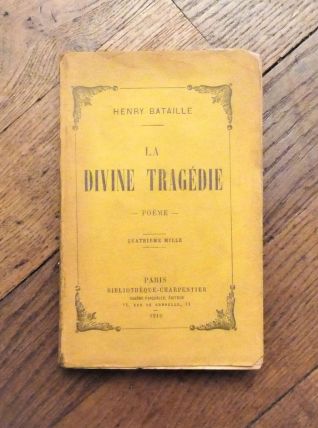 HENRY BATAILLE
LA
DIVINE TRAGÉDIE
— POÈME —
QUATRIÈME MILLE
PARIS
BIBLIOTHÈQUE-CHARPENTIER
EUGÈNE FASQUELLE, ÉDITEUR
11, RUE DE GRENELLE, 11